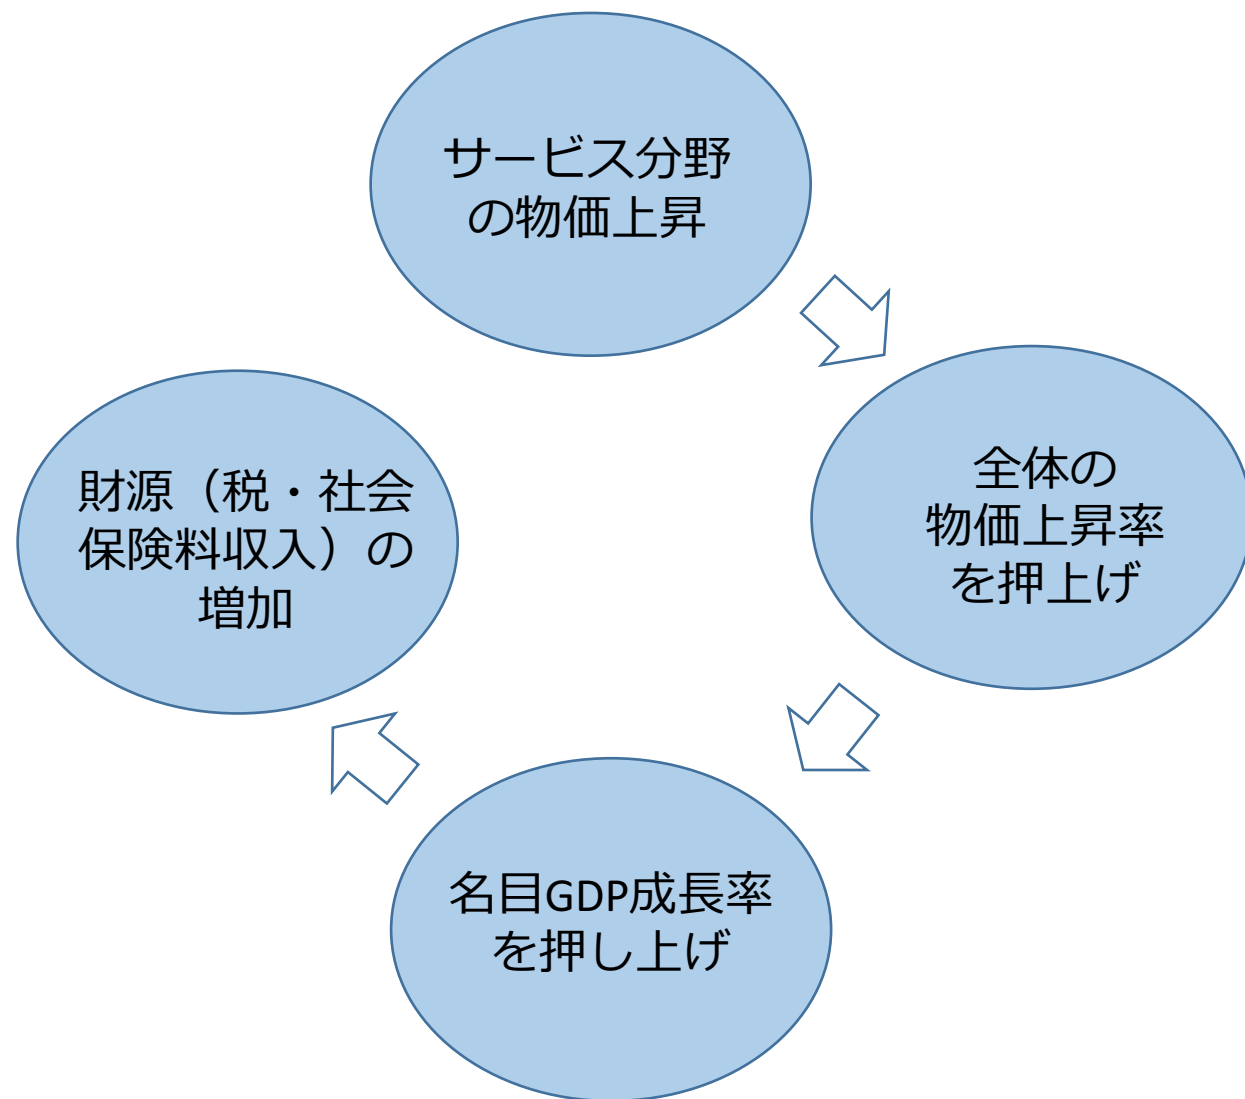 サービス分野
の物価上昇
全体の
物価上昇率
を押上げ
名目GDP成長率
を押し上げ
財源（税・社会
保険料収入）の
増加